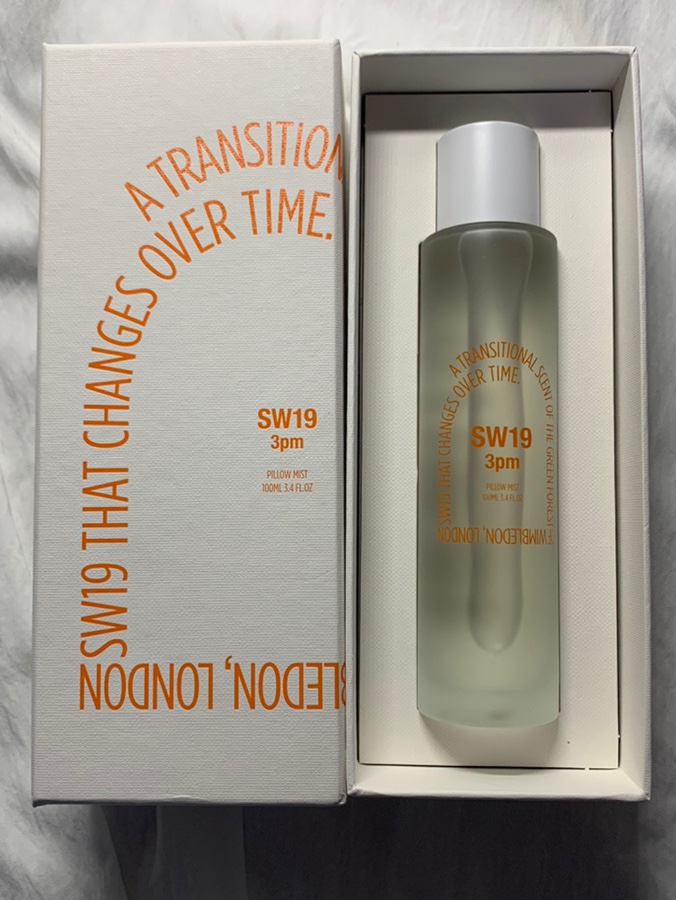 A TRANSITION
SW19 THAT CHANGES OVER TIME.
SW19
3pm
PILLOW MIST
100ML 3.4 FL.OZ
BLEDON, LONDON
A TRANSITIONAL SCENT OF THE GREEN FOREST OF WIMBLEDON, LONDON
SW19 THAT CHANGES OVER TIME.
SW19
3pm
PILLOW MIST
100ML 3.4 FL.OZ